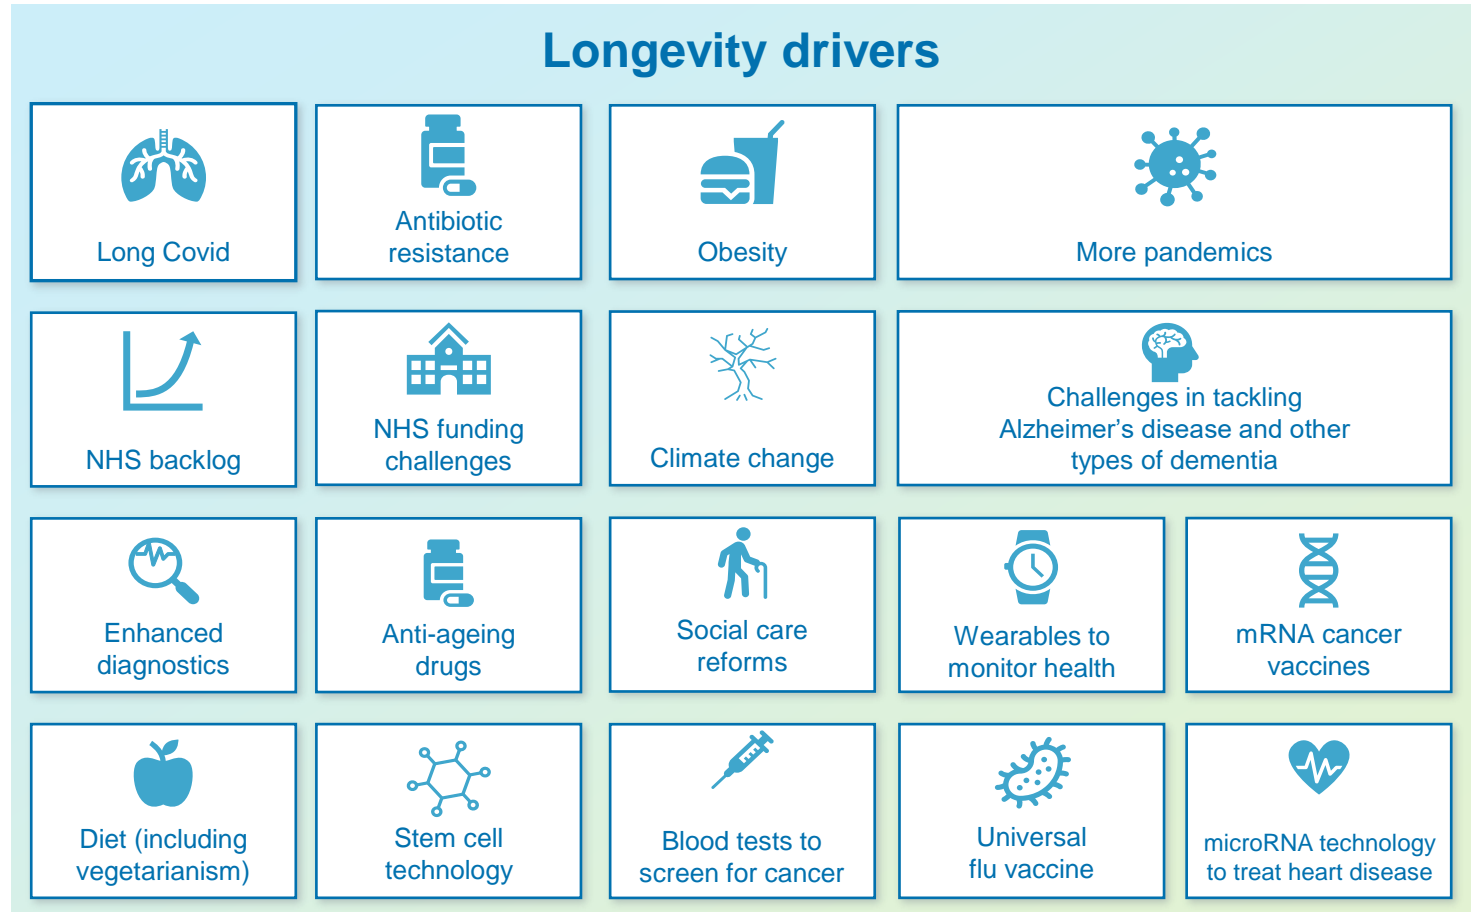 Longevity drivers
Long Covid
Antibiotic
resistance
Obesity
More pandemics
NHS backlog
NHS funding
challenges
Climate change
Challenges in tackling
Alzheimer’s disease and other
types of dementia
Enhanced
diagnostics
Anti-ageing
drugs
Social care
reforms
Wearables to
monitor health
mRNA cancer
vaccines
Diet (including
vegetarianism)
Stem cell
technology
Blood tests to
screen for cancer
Universal
flu vaccine
microRNA technology
to treat heart disease